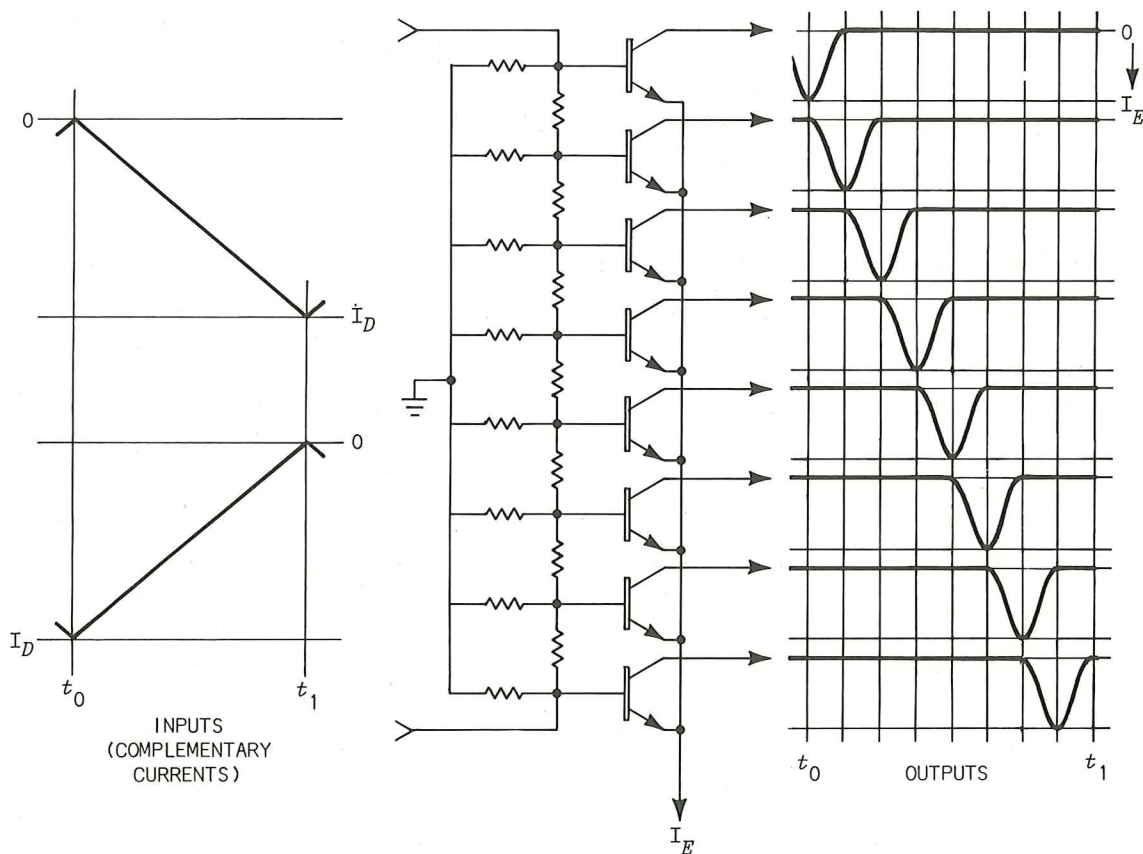 0
I_D
0
I_D
t_0
t_1
INPUTS
(COMPLEMENTARY
CURRENTS)
I_E
0
I_E
t_0
OUTPUTS
t_1